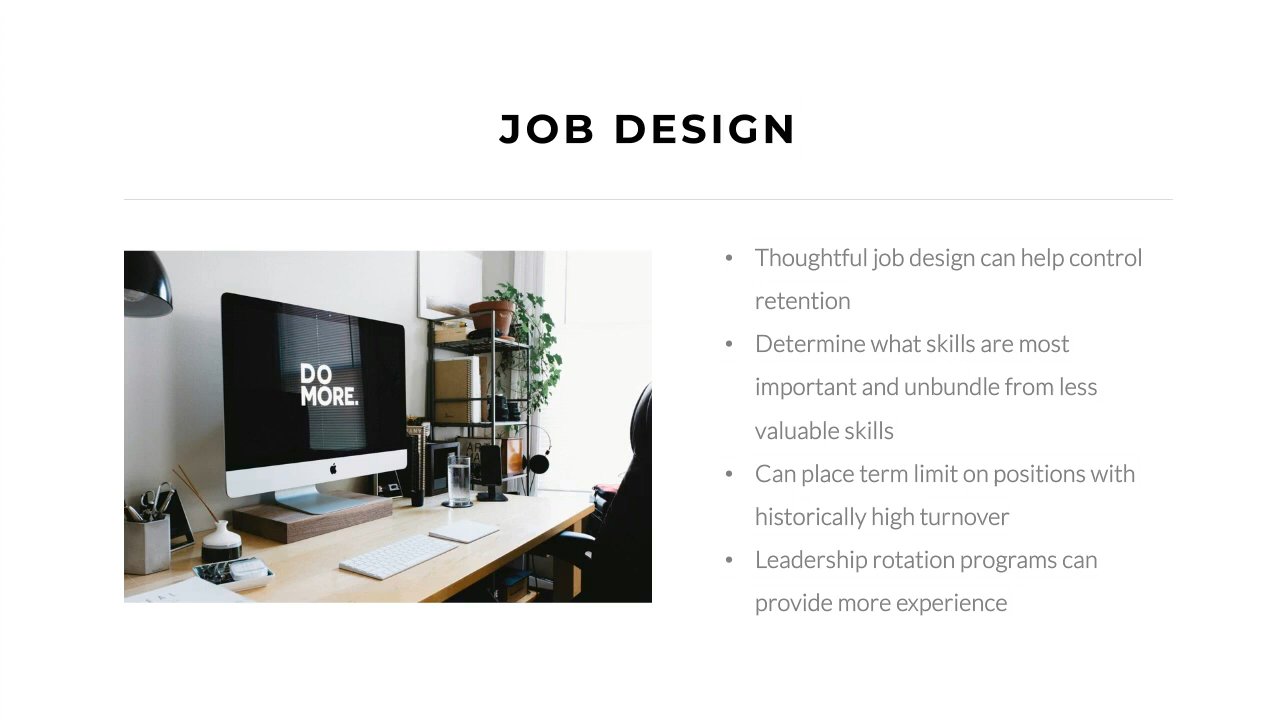 JOB DESIGN
DO
MORE.
• Thoughtful job design can help control
retention
• Determine what skills are most
important and unbundle from less
valuable skills
• Can place term limit on positions with
historically high turnover
• Leadership rotation programs can
provide more experience